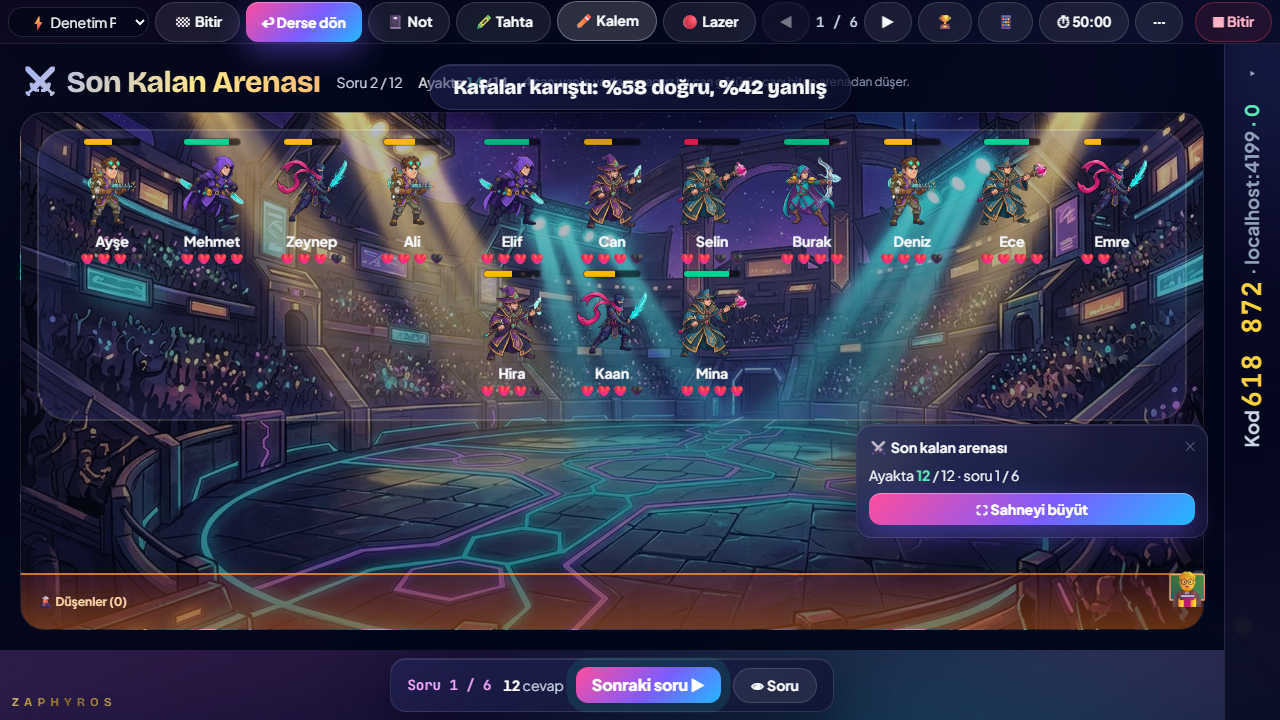 Denetim F
Bitir
Derse dön
Not
Tahta
Kalem
Lazer
1 / 6
50:00
Bitir
Son Kalan Arenası
Soru 2 / 12
Kafalar karıştı: %58 doğru, %42 yanlış
dan düşer.
Ayşe
Mehmet
Zeynep
Ali
Elif
Can
Selin
Burak
Deniz
Ece
Emre
Hira
Kaan
Mina
Son kalan arenası
Ayakta 12 / 12 · soru 1 / 6
Sahneyi büyüt
Düşenler (0)
Kod 618 872 · localhost:4199 · 0
Soru 1 / 6
12 cevap
Sonraki soru
Soru
ZAPHYROS